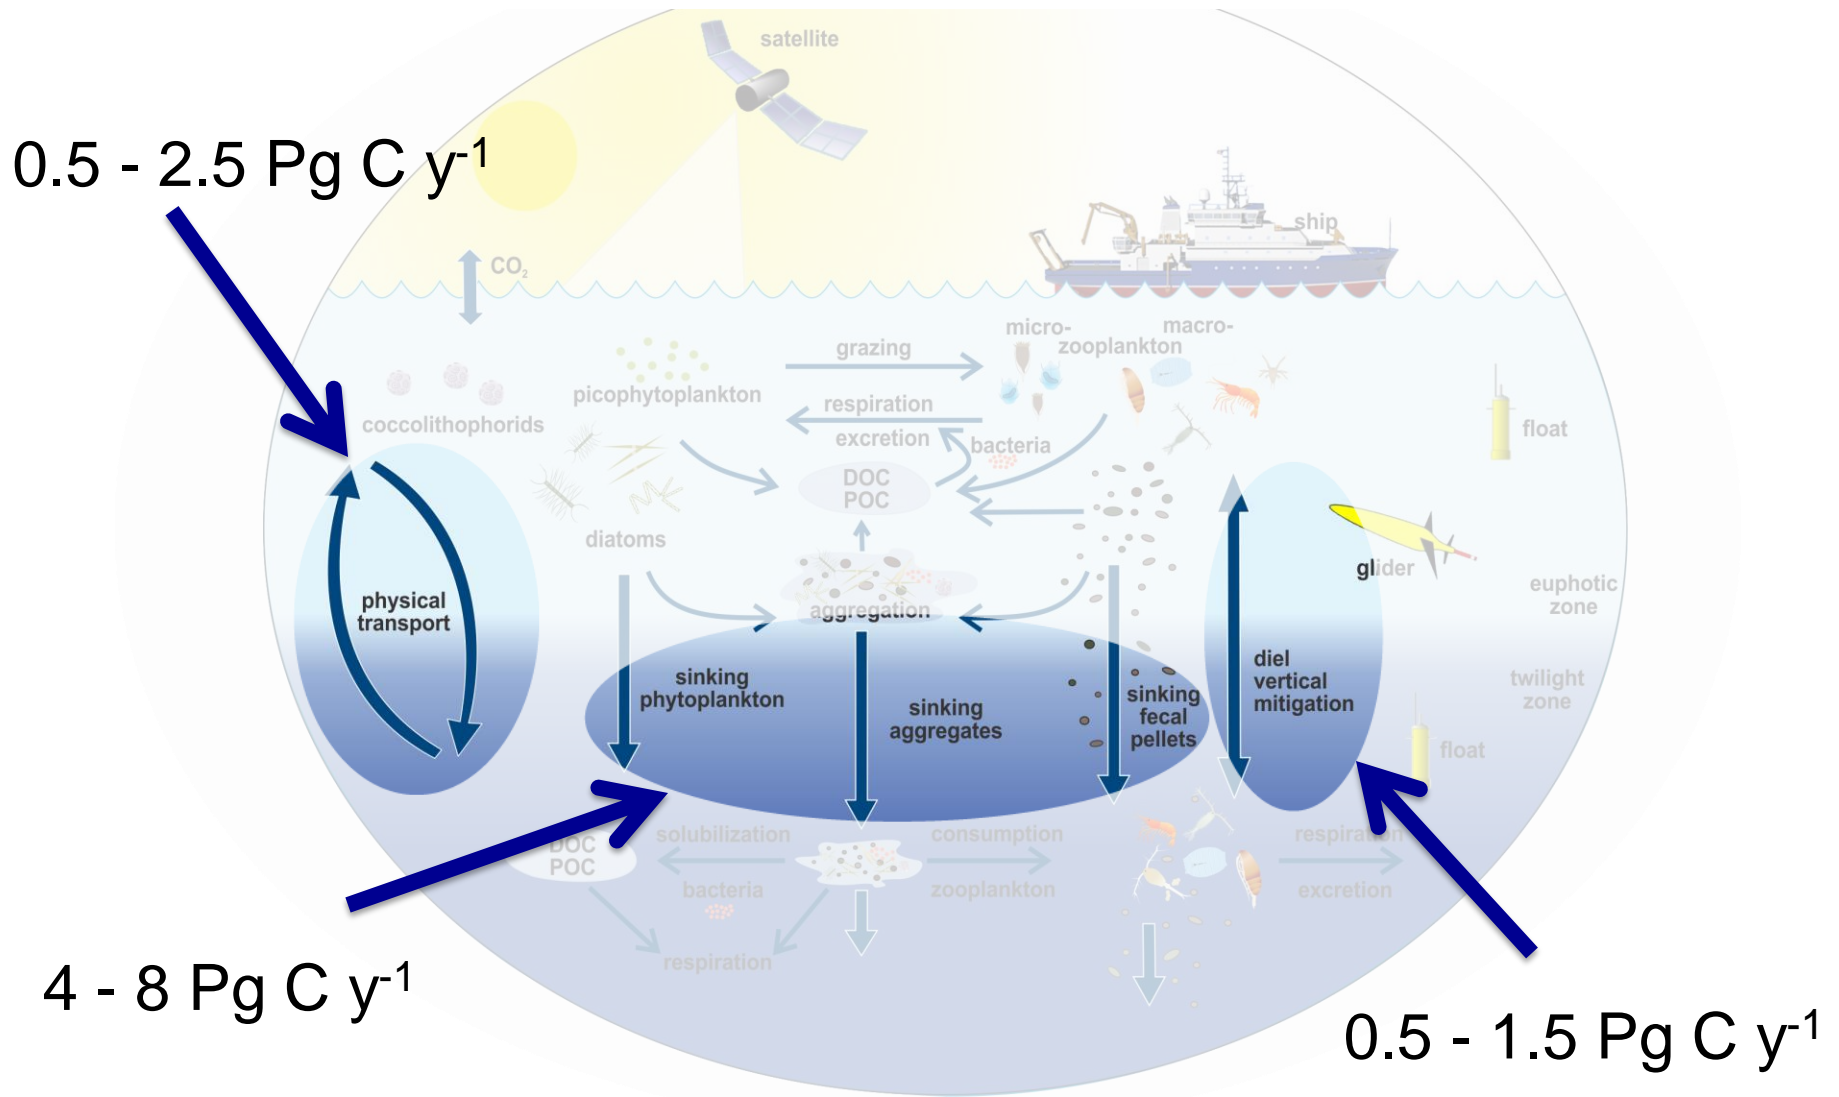 satellite
0.5 - 2.5 Pg C y-1
ship
CO2
micro-
macro-
zooplankton
grazing
picophytoplankton
respiration
coccolithophorids
excretion
bacteria
float
DOC
POC
diatoms
glider
euphotic
zone
aggregation
physical
transport
sinking
phytoplankton
sinking
aggregates
sinking
fecal
pellets
diel
vertical
mitigation
twilight
zone
float
solubilization
consumption
respiration
DOC
POC
bacteria
zooplankton
excretion
respiration
4 - 8 Pg C y-1
0.5 - 1.5 Pg C y-1